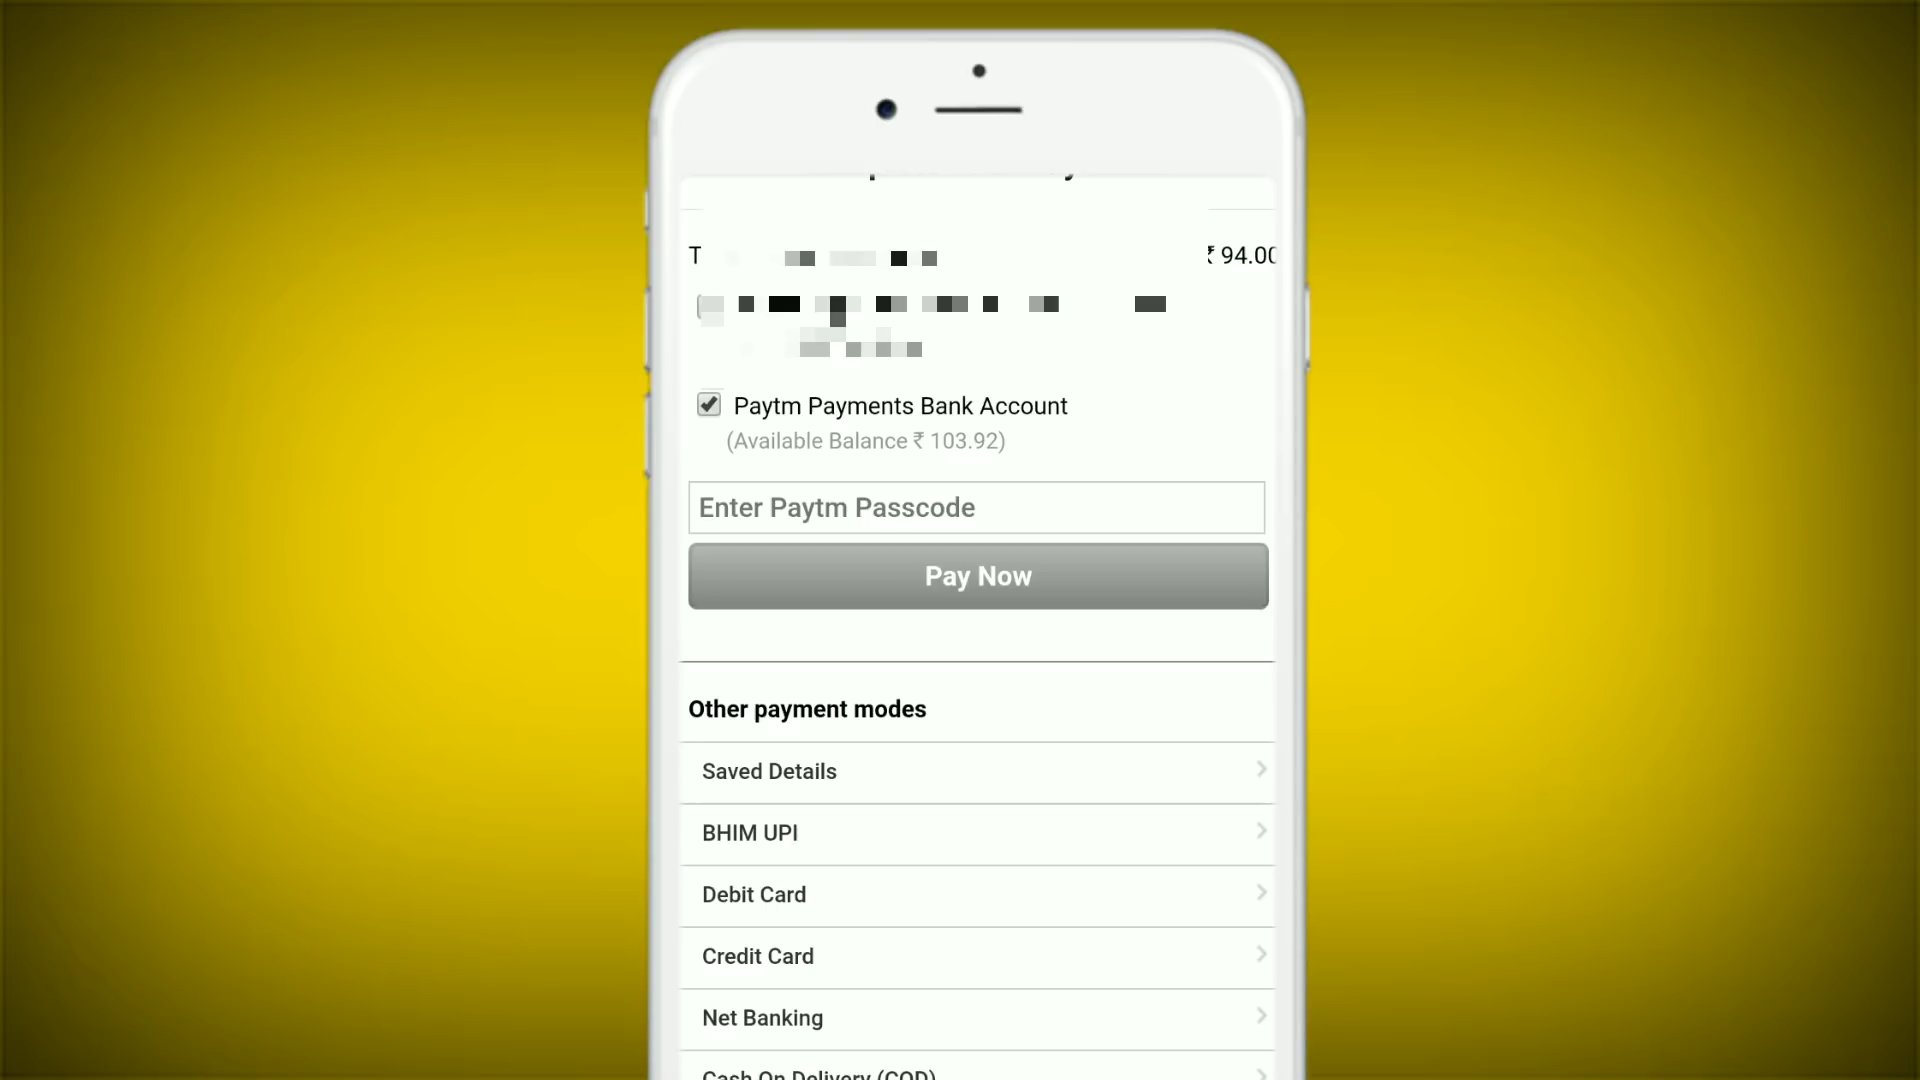 T
₹ 94.00
Paytm Payments Bank Account
(Available Balance ₹ 103.92)
Enter Paytm Passcode
Pay Now
Other payment modes
Saved Details
BHIM UPI
Debit Card
Credit Card
Net Banking
Cash On Delivery (COD)